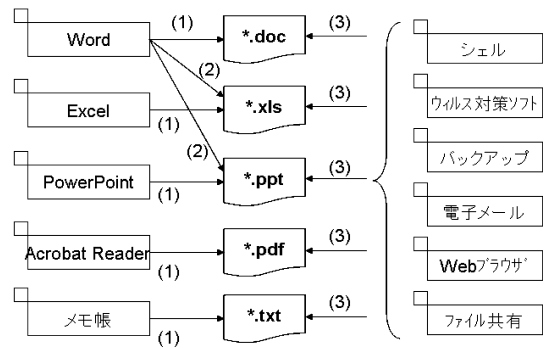 Word
(1)
*.doc
(3)
シェル
(2)
Excel
(1)
*.xls
(3)
ウィルス対策ソフト
(2)
PowerPoint
(1)
*.ppt
(3)
バックアップ
電子メール
Acrobat Reader
(1)
*.pdf
(3)
Webブラウザ
メモ帳
(1)
*.txt
(3)
ファイル共有